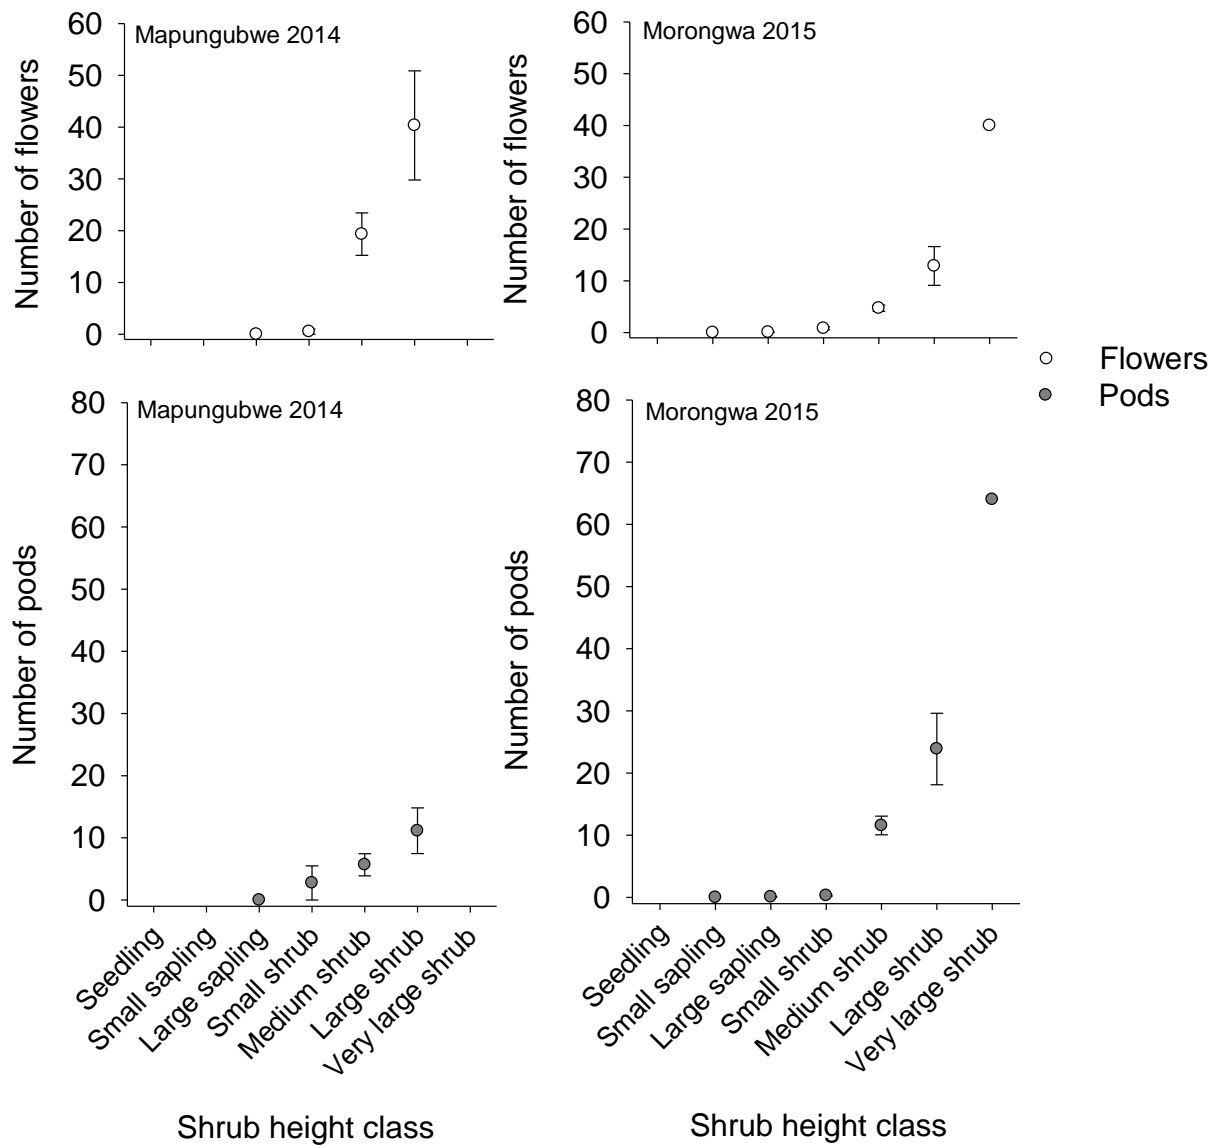 Mapungubwe 2014
Number of flowers
60
50
40
30
20
10
0
Morongwa 2015
Number of flowers
60
50
40
30
20
10
0
Flowers
Pods
Mapungubwe 2014
Number of pods
80
70
60
50
40
30
20
10
0
Seedling
Small sapling
Large sapling
Small shrub
Medium shrub
Large shrub
Very large shrub
Shrub height class
Morongwa 2015
Number of pods
80
70
60
50
40
30
20
10
0
Seedling
Small sapling
Large sapling
Small shrub
Medium shrub
Large shrub
Very large shrub
Shrub height class